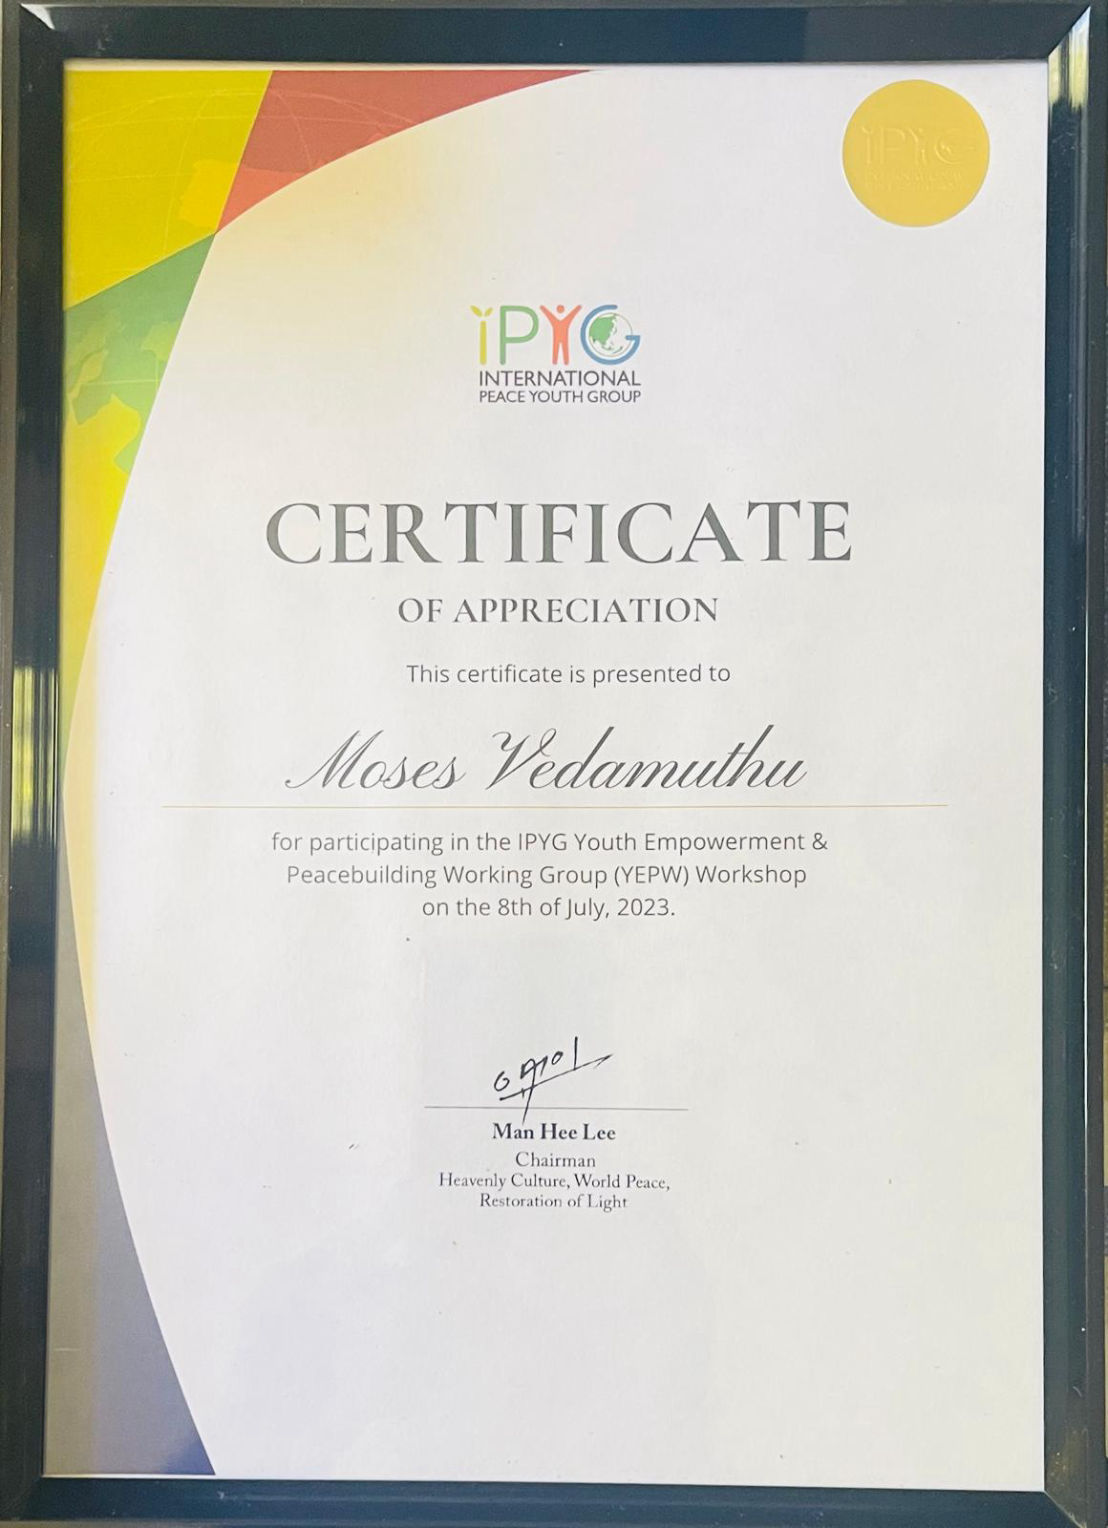 IPYG
IPYG
INTERNATIONAL
PEACE YOUTH GROUP
CERTIFICATE
OF APPRECIATION
This certificate is presented to
Moses Vedamuthu
for participating in the IPYG Youth Empowerment &
Peacebuilding Working Group (YEPW) Workshop
on the 8th of July, 2023.
Man Hee Lee
Chairman
Heavenly Culture, World Peace,
Restoration of Light